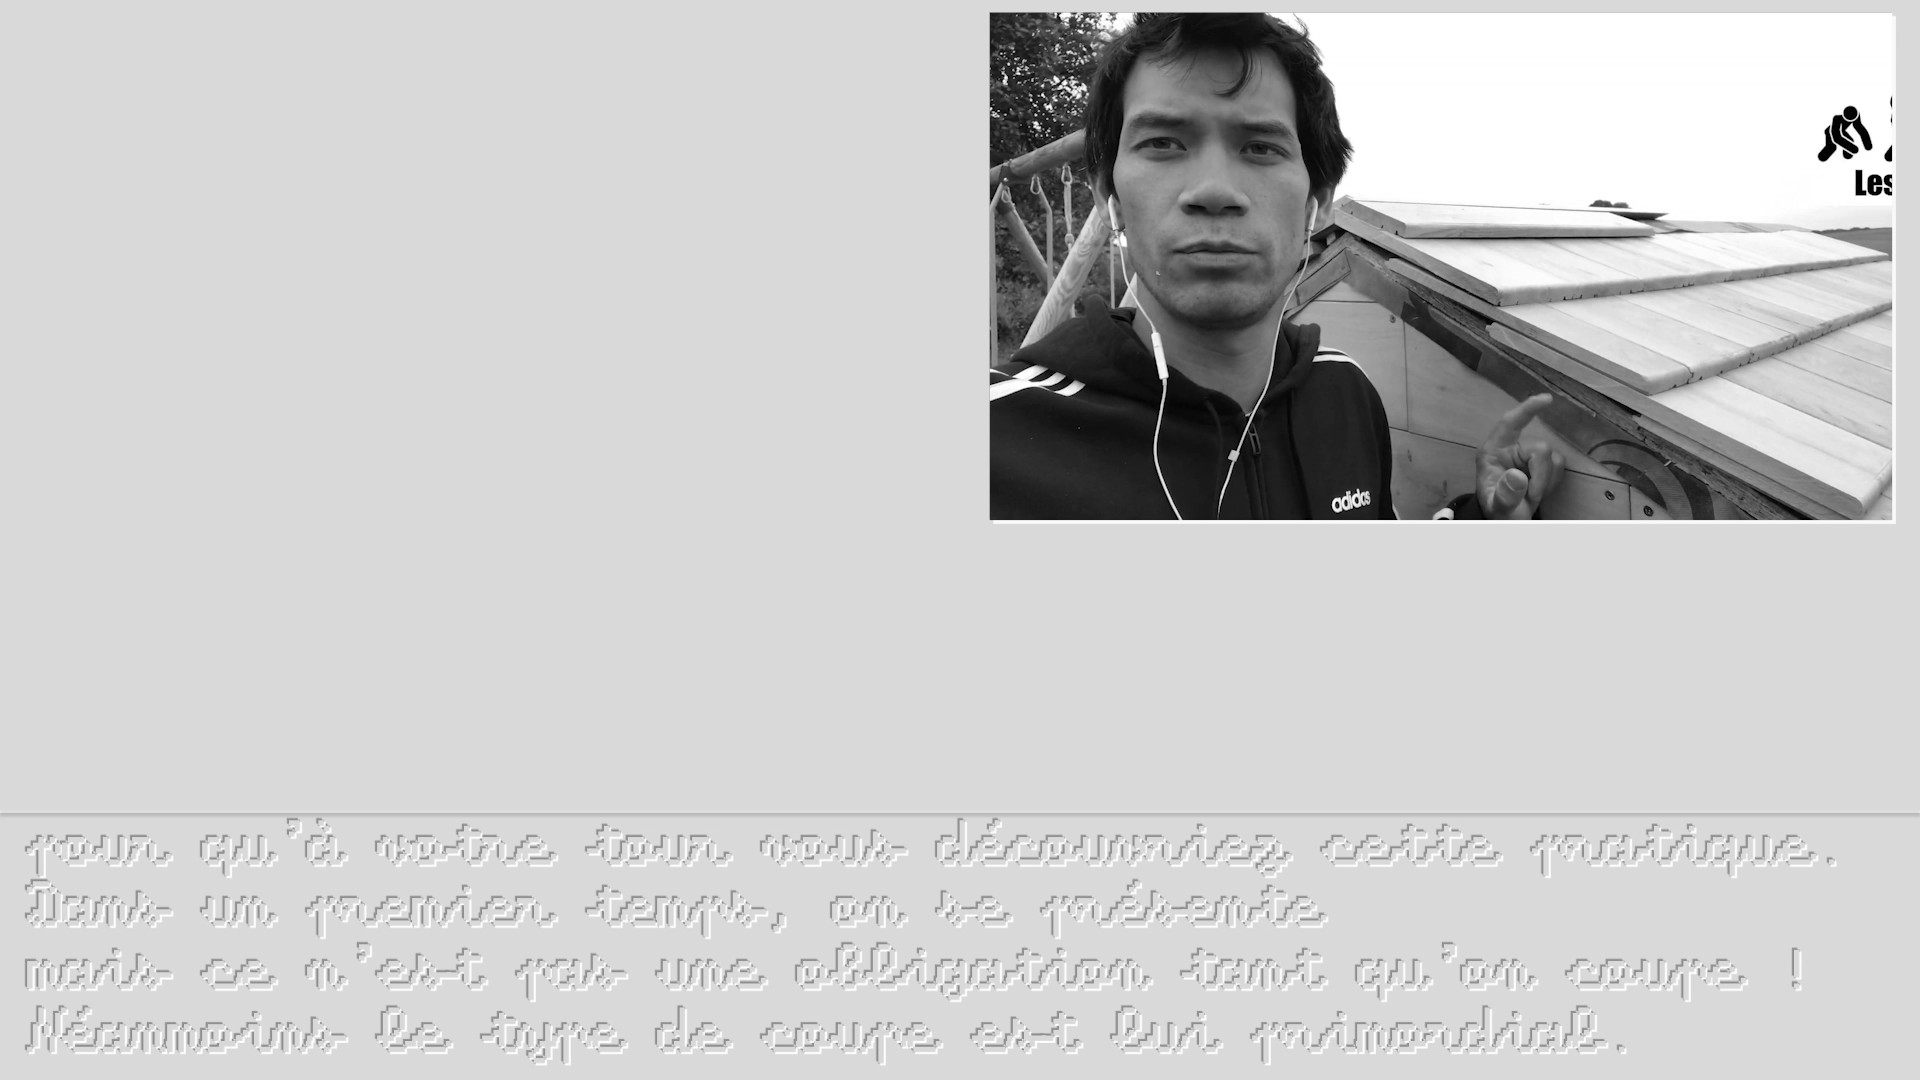 Les
adidas
pour qu'à votre tour vous découvriez cette pratique.
Dans un premier temps, on se présente
mais ce n'est pas une obligation tant qu'on coupe !
Néanmoins le type de coupe est lui primordial.